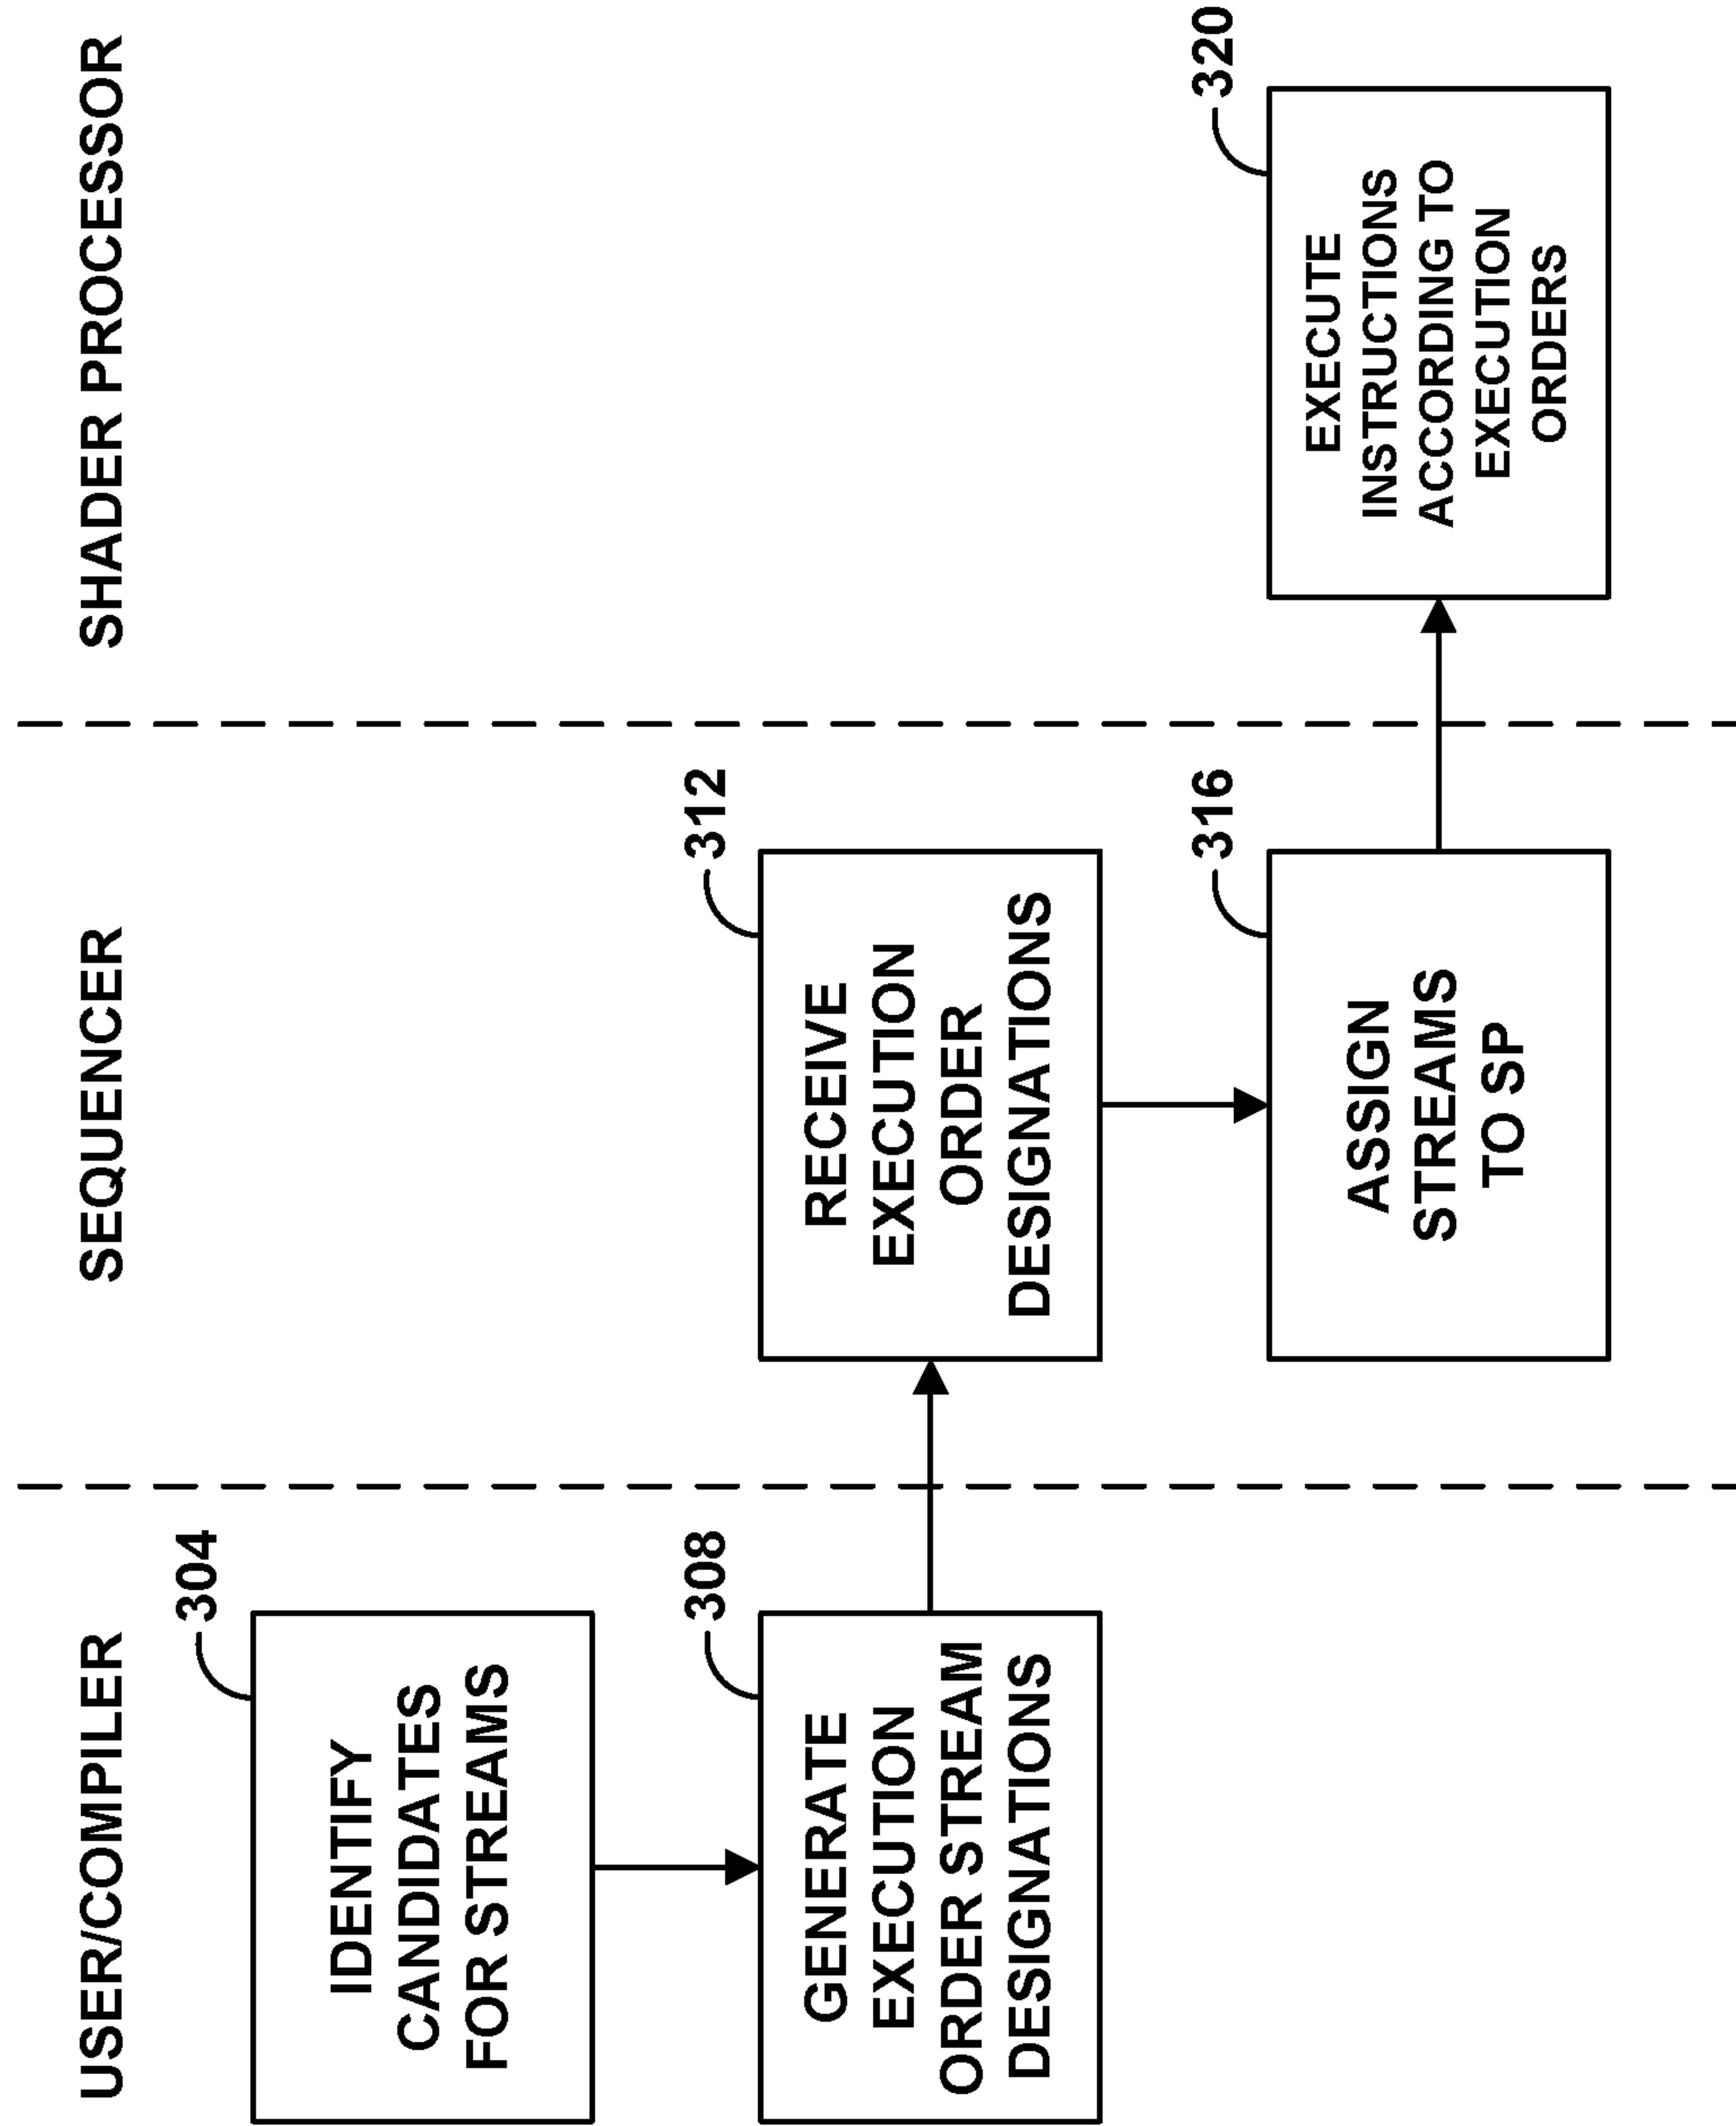 USER/COMPILER
SEQUENCER
SHADER PROCESSOR
304
IDENTIFY
CANDIDATES
FOR STREAMS
308
GENERATE
EXECUTION
ORDER STREAM
DESIGNATIONS
312
RECEIVE
EXECUTION
ORDER
DESIGNATIONS
316
ASSIGN
STREAMS
TO SP
320
EXECUTE
INSTRUCTIONS
ACCORDING TO
EXECUTION
ORDERS